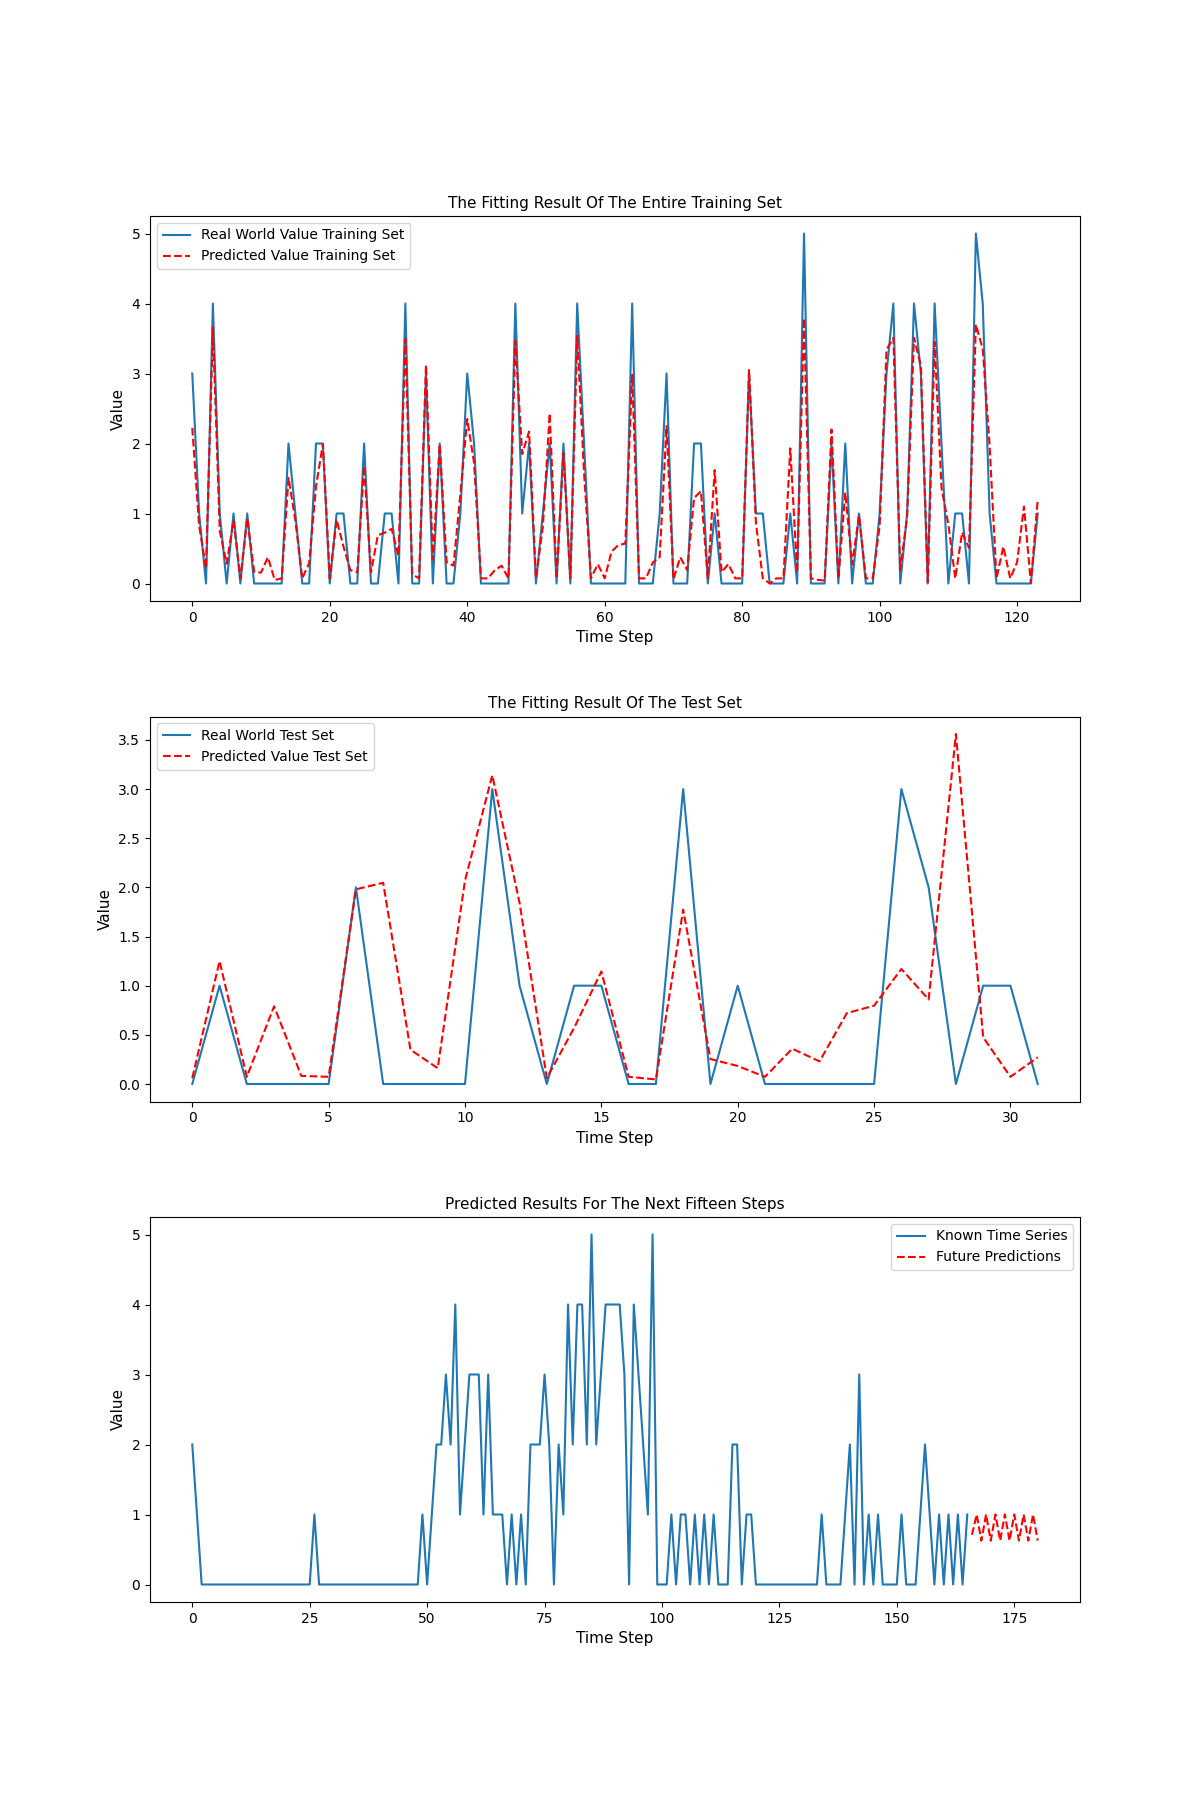 The Fitting Result Of The Entire Training Set
Real World Value Training Set
Predicted Value Training Set
Value
5
4
3
2
1
0
0 20 40 60 80 100 120
Time Step
The Fitting Result Of The Test Set
Real World Test Set
Predicted Value Test Set
Value
3.5
3.0
2.5
2.0
1.5
1.0
0.5
0.0
0 5 10 15 20 25 30
Time Step
Predicted Results For The Next Fifteen Steps
Known Time Series
Future Predictions
Value
5
4
3
2
1
0
0 25 50 75 100 125 150 175
Time Step